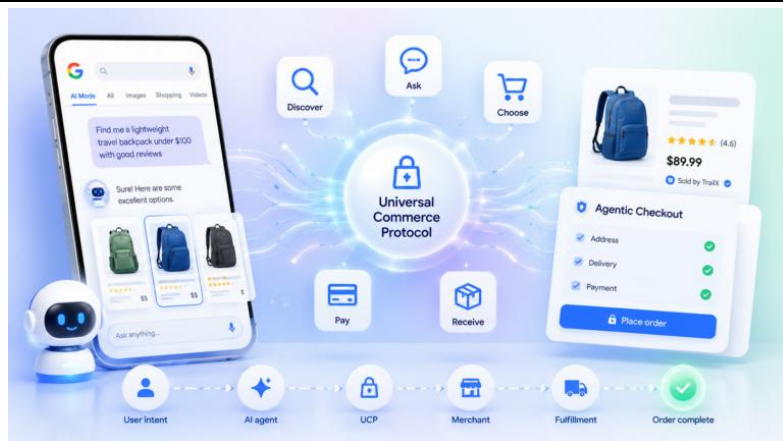 AI Mode All Images Shopping Videos
Find me a lightweight
travel backpack under $100
with good reviews
Sure! Here are some
excellent options.
$$
$$
$
Ask anything...
Discover
Ask
Choose
Universal
Commerce
Protocol
Pay
Receive
(4.6)
$89.99
Sold by TrailX
Agentic Checkout
Address
Delivery
Payment
Place order
User intent
AI agent
UCP
Merchant
Fulfillment
Order complete